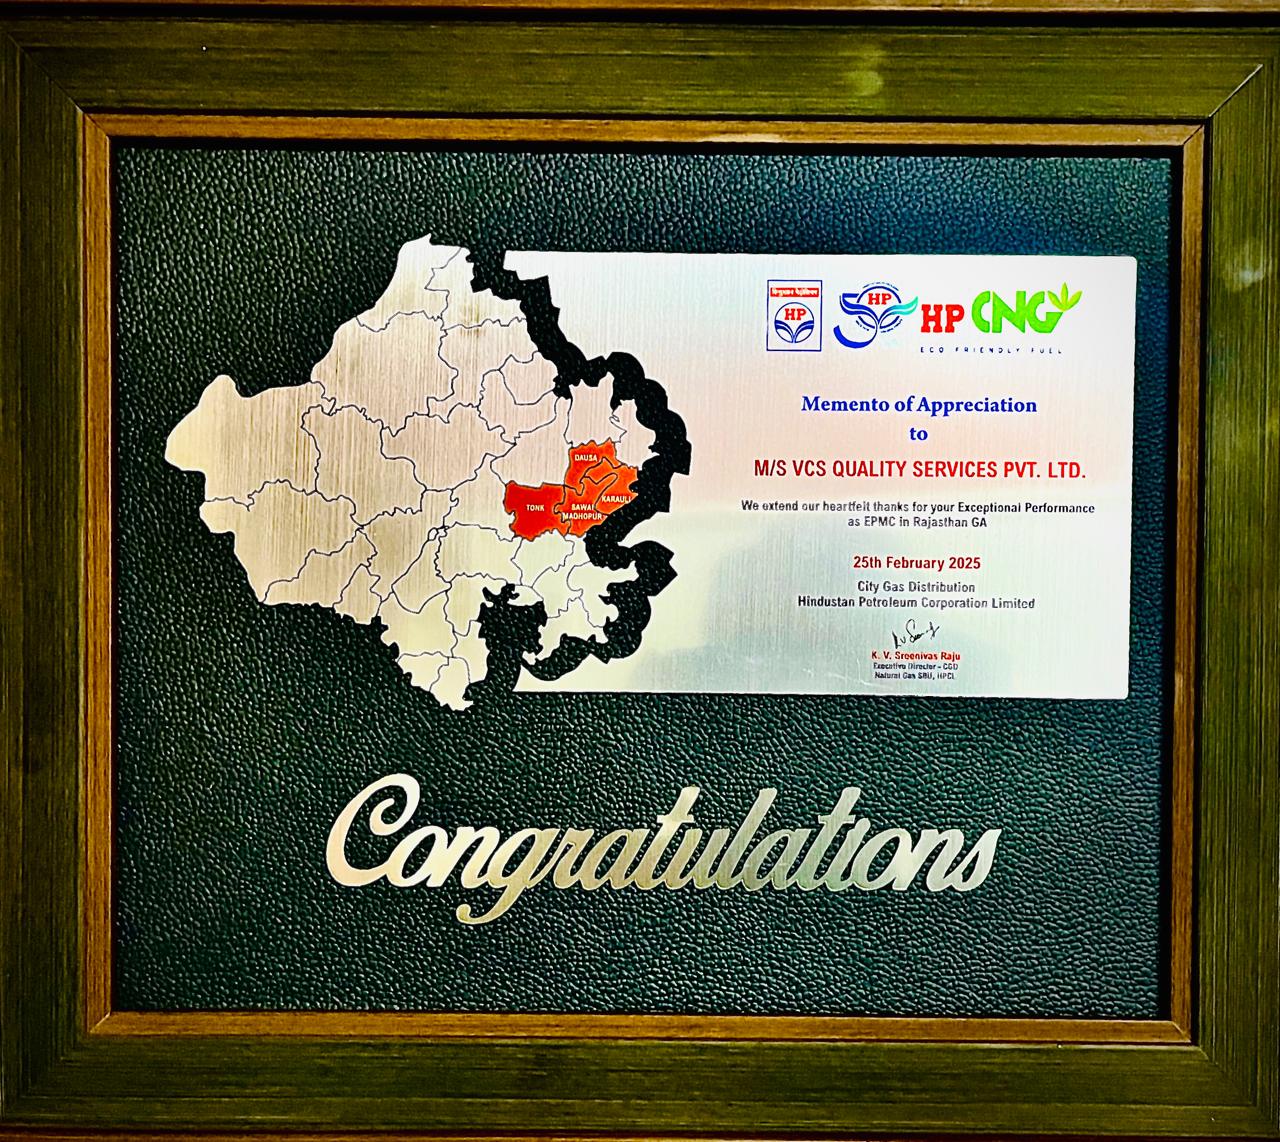 हिन्दुस्तान पेट्रोलियम
HP
50
HP
HP CNG
ECO FRIENDLY FUEL
Memento of Appreciation
to
M/S VCS QUALITY SERVICES PVT. LTD.
We extend our heartfelt thanks for your Exceptional Performance
as EPMC in Rajasthan GA
25th February 2025
City Gas Distribution
Hindustan Petroleum Corporation Limited
K. V. Sreenivas Raju
Executive Director - CGD
Natural Gas SBU, HPCL
DAUSA
KARAULI
TONK
SAWAI
MADHOPUR
Congratulations